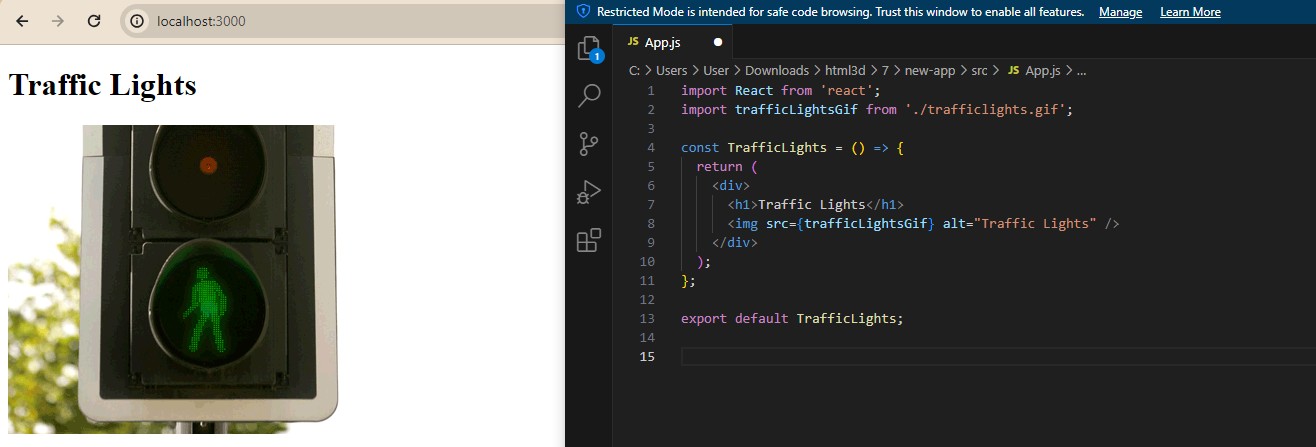 localhost:3000
Traffic Lights
Restricted Mode is intended for safe code browsing. Trust this window to enable all features. Manage Learn More
JS App.js
1
C: > Users > User > Downloads > html3d > 7 > new-app > src > JS App.js > ...
1 import React from 'react';
2 import trafficLightsGif from './trafficlights.gif';
3
4 const TrafficLights = () => {
5   return (
6     <div>
7       <h1>Traffic Lights</h1>
8       <img src={trafficLightsGif} alt="Traffic Lights" />
9     </div>
10   );
11 };
12
13 export default TrafficLights;
14
15